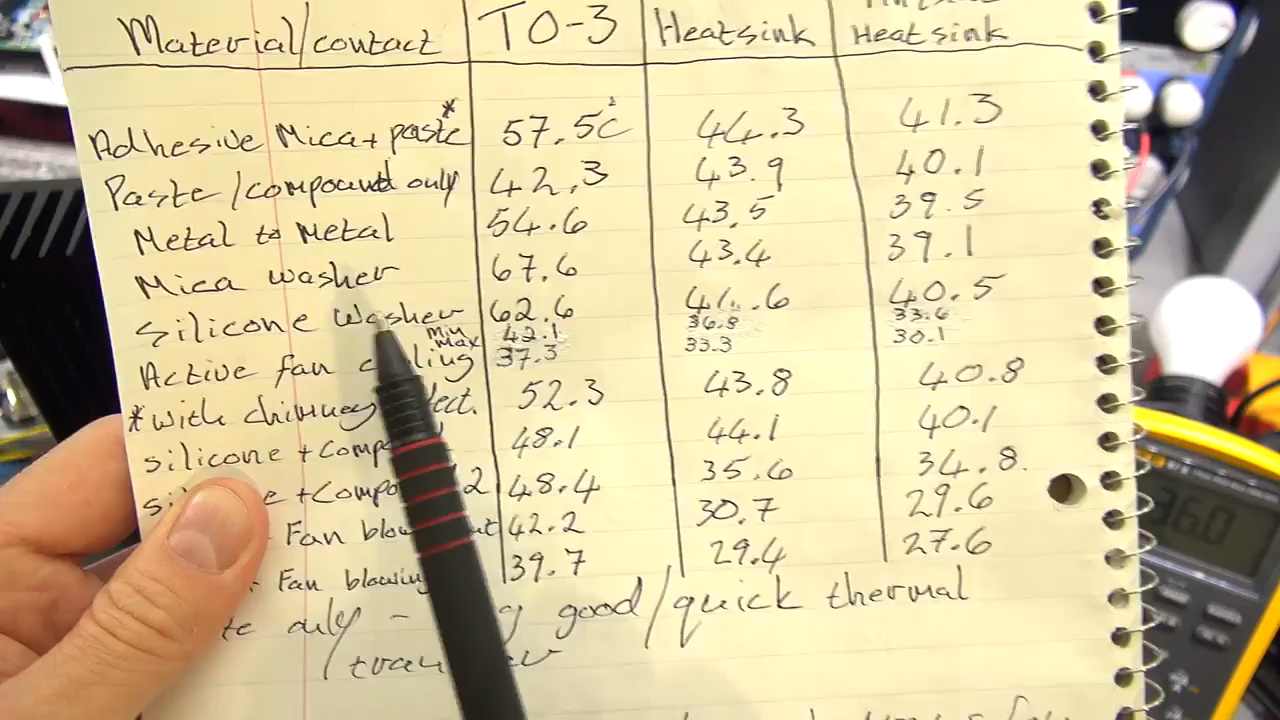 Material/contact TO-3 Heatsink Heatsink
Adhesive Mica + paste* 57.5c 44.3 41.3
Paste/compound only 42.3 43.9 40.1
Metal to Metal 54.6 43.5 39.5
Mica washer 67.6 43.4 39.1
Silicone washer 62.6 41.6 40.5
Min 42.1 36.8 33.6
Max 37.3 33.3 30.1
Active fan cooling
*with chimney 52.3 43.8 40.8
silicone + 48.1 44.1 40.1
+ 2 48.4 35.6 34.8
Fan 42.2 30.7 29.6
Fan blowing 39.7 29.4 27.6
only - good/quick thermal
36.0